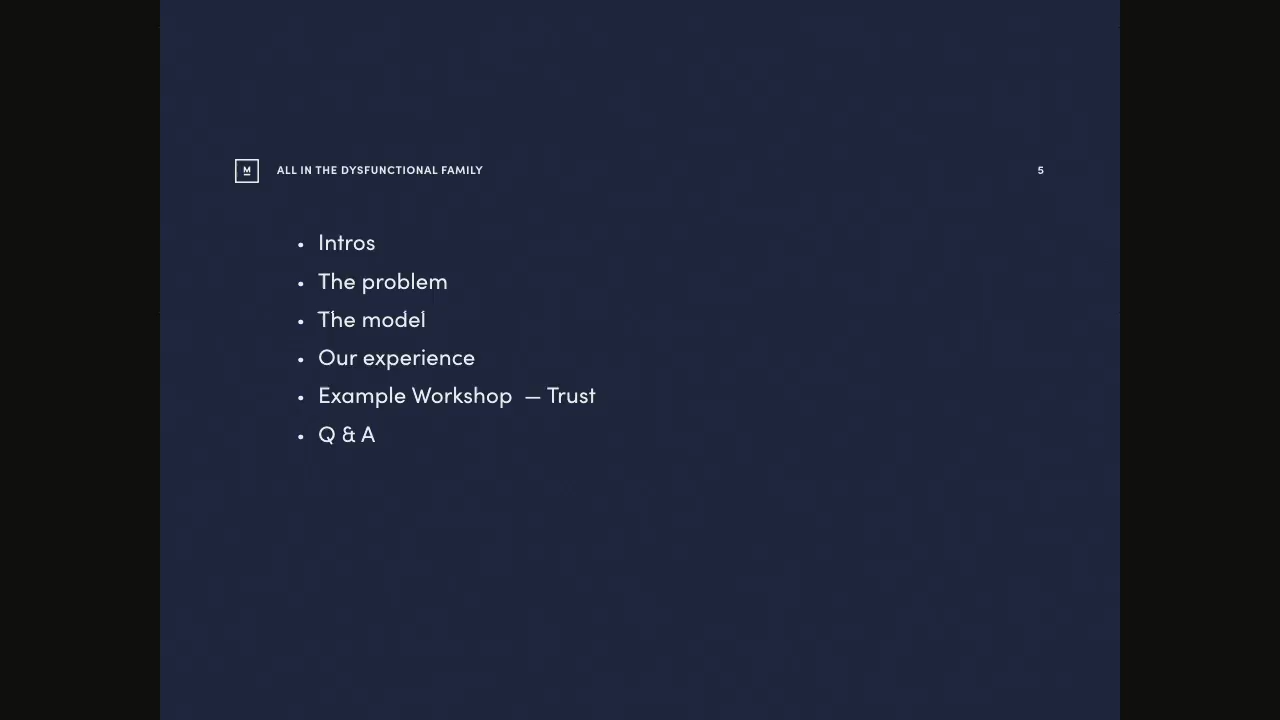 M
ALL IN THE DYSFUNCTIONAL FAMILY
5
• Intros
• The problem
• The model
• Our experience
• Example Workshop — Trust
• Q & A